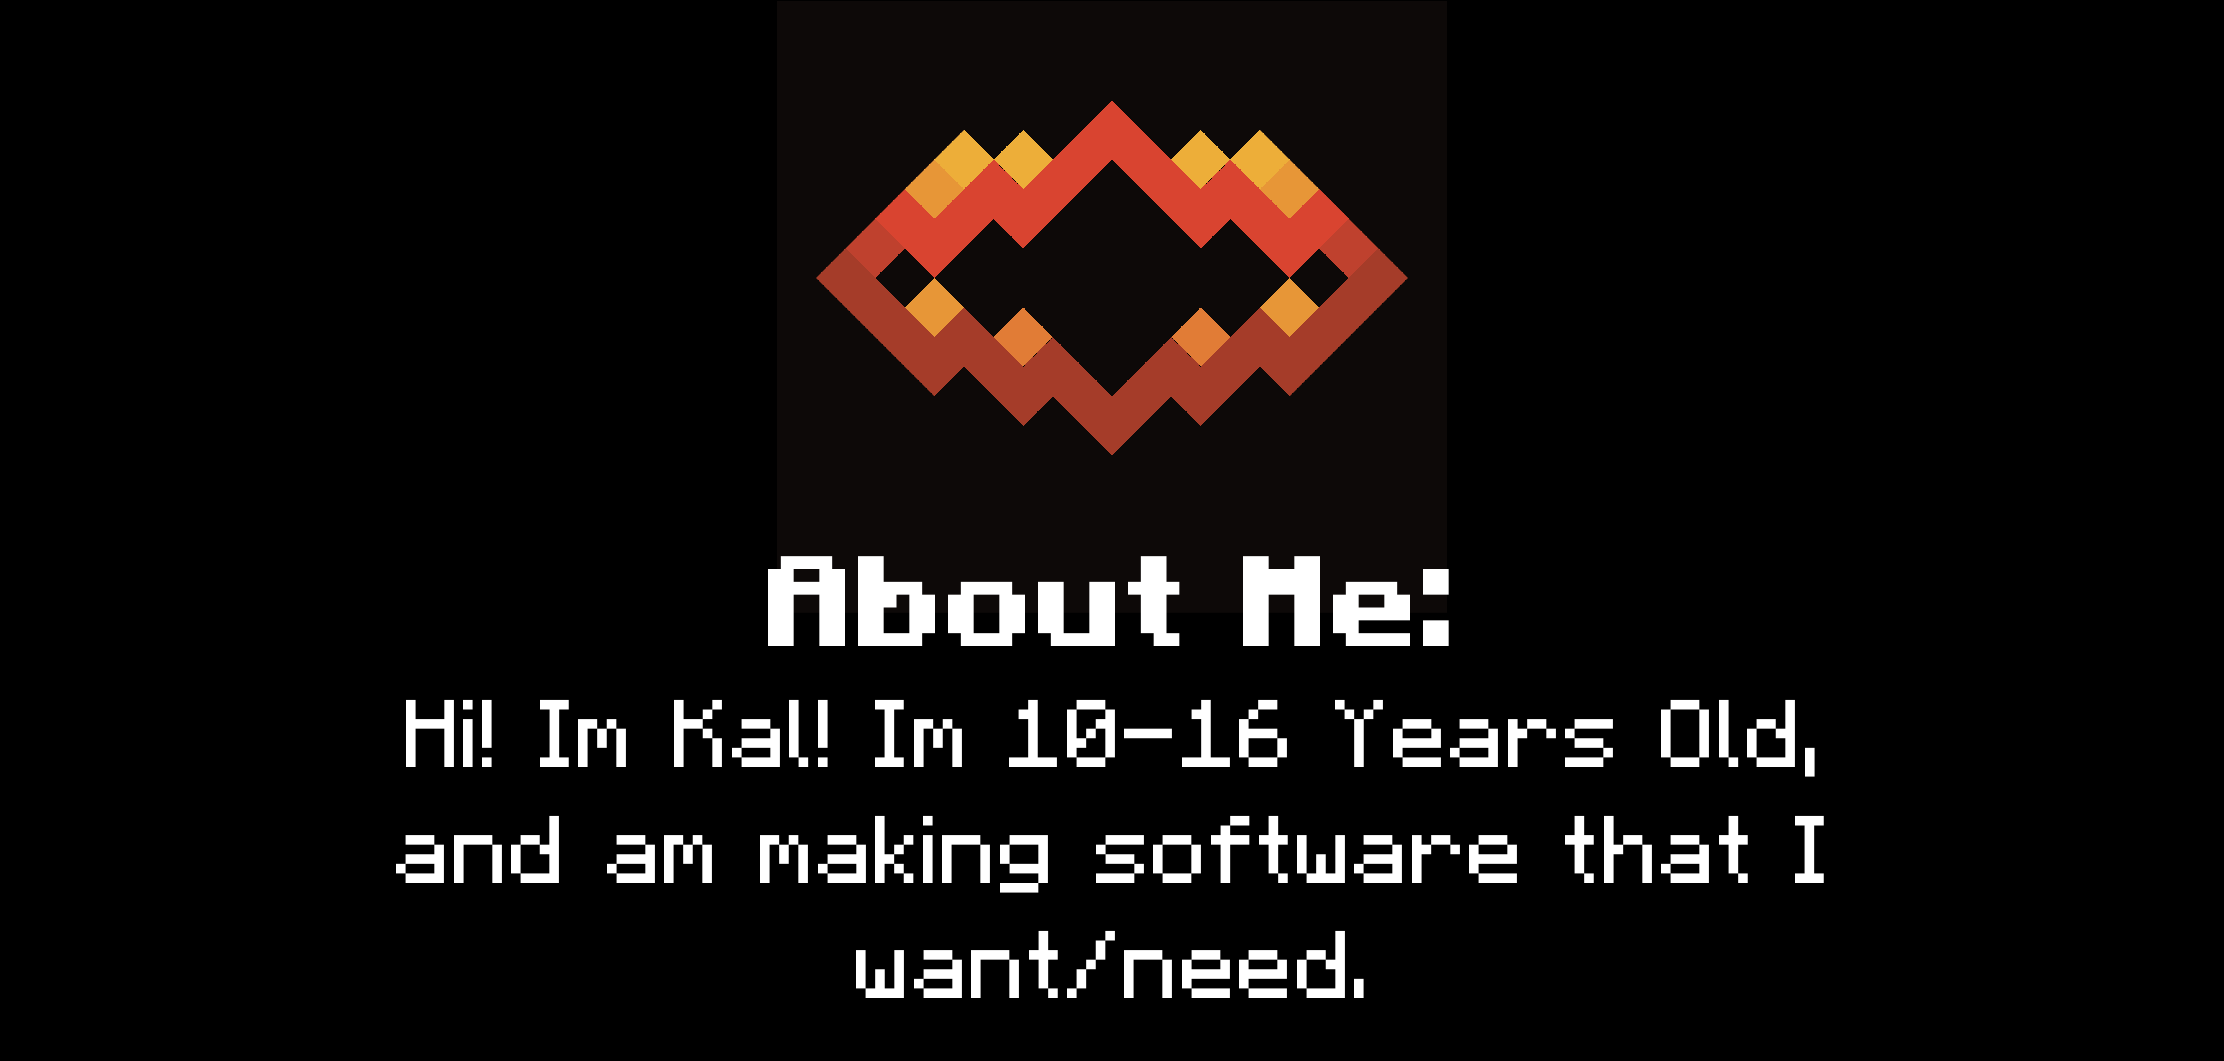 About Me:
Hi! Im Kal! Im 10-16 Years Old,
and am making software that I
want/need.